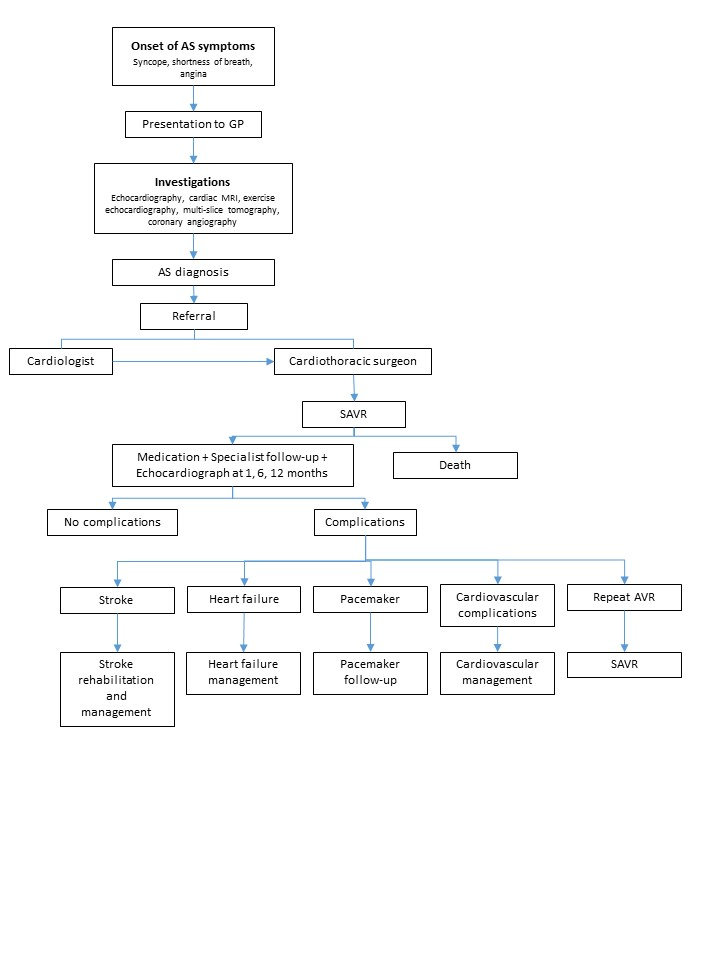 Onset of AS symptoms
Syncope, shortness of breath,
angina
Presentation to GP
Investigations
Echocardiography, cardiac MRI, exercise
echocardiography, multi-slice tomography,
coronary angiography
AS diagnosis
Referral
Cardiologist
Cardiothoracic surgeon
SAVR
Medication + Specialist follow-up +
Echocardiograph at 1, 6, 12 months
Death
No complications
Complications
Stroke
Heart failure
Pacemaker
Cardiovascular
complications
Repeat AVR
Stroke
rehabilitation
and
management
Heart failure
management
Pacemaker
follow-up
Cardiovascular
management
SAVR